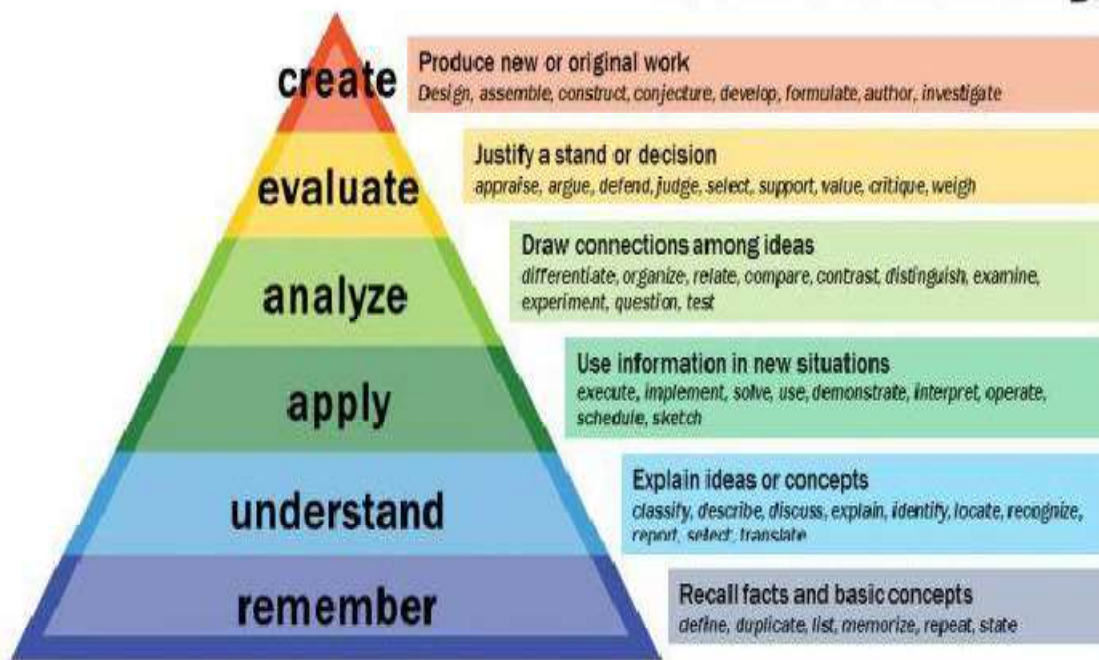 create
Produce new or original work
Design, assemble, construct, conjecture, develop, formulate, author, investigate
evaluate
Justify a stand or decision
appraise, argue, defend, judge, select, support, value, critique, weigh
analyze
Draw connections among ideas
differentiate, organize, relate, compare, contrast, distinguish, examine,
experiment, question, test
apply
Use information in new situations
execute, implement, solve, use, demonstrate, interpret, operate,
schedule, sketch
understand
Explain ideas or concepts
classify, describe, discuss, explain, identify, locate, recognize,
report, select, translate
remember
Recall facts and basic concepts
define, duplicate, list, memorize, repeat, state